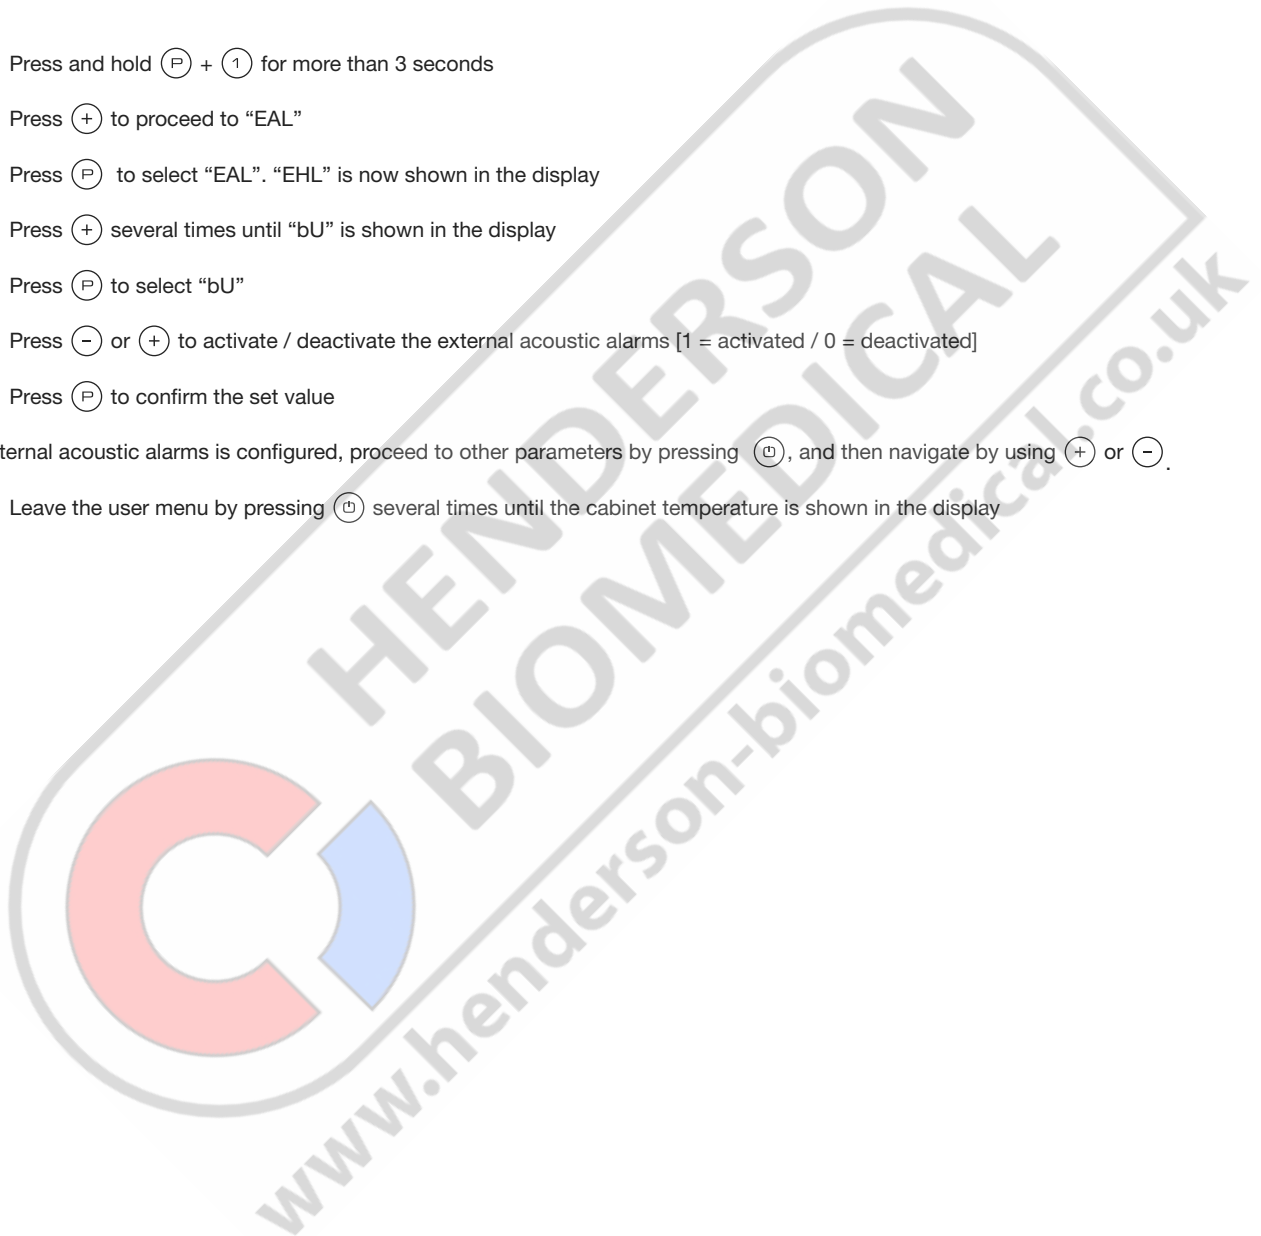 Press and hold P + 1 for more than 3 seconds
Press + to proceed to “EAL”
Press P to select “EAL”. “EHL” is now shown in the display
Press + several times until “bU” is shown in the display
Press P to select “bU”
Press - or + to activate / deactivate the external acoustic alarms [1 = activated / 0 = deactivated]
Press P to confirm the set value
ternal acoustic alarms is configured, proceed to other parameters by pressing , and then navigate by using + or - .
Leave the user menu by pressing several times until the cabinet temperature is shown in the display
HENDERSON
BIOMEDICAL
www.henderson-biomedical.co.uk